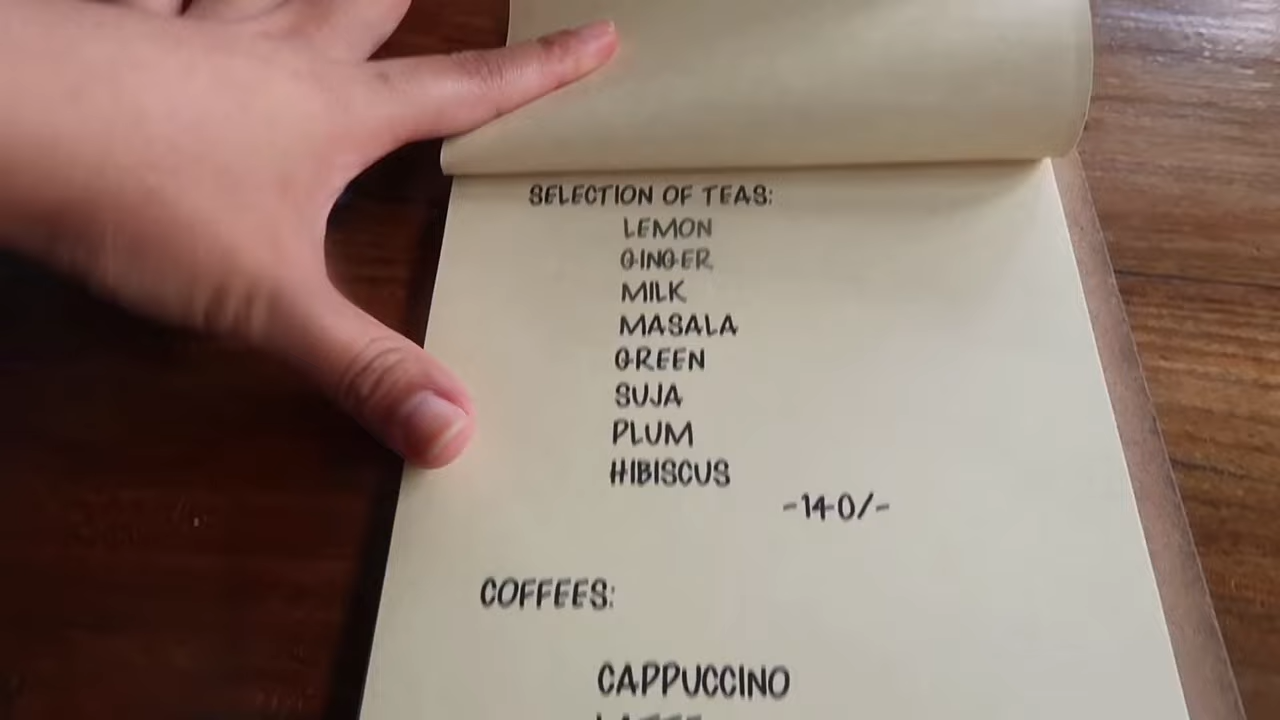 SELECTION OF TEAS:
LEMON
GINGER
MILK
MASALA
GREEN
SUJA
PLUM
HIBISCUS
-140/-
COFFEES:
CAPPUCCINO